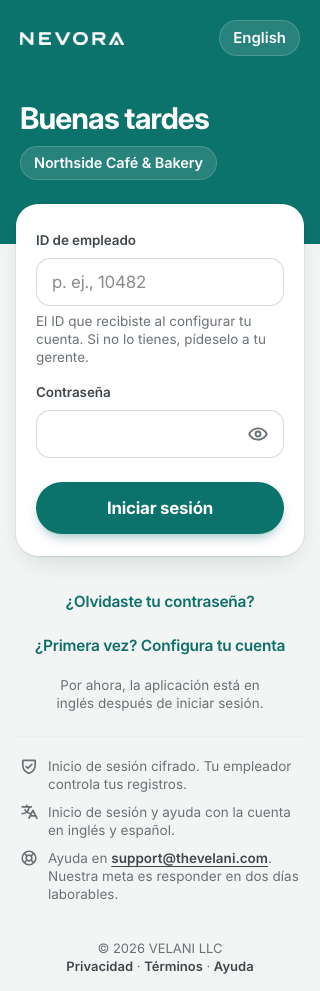 NEVORA
English
Buenas tardes
Northside Café & Bakery
ID de empleado
p. ej., 10482
El ID que recibiste al configurar tu
cuenta. Si no lo tienes, pídeselo a tu
gerente.
Contraseña
Iniciar sesión
¿Olvidaste tu contraseña?
¿Primera vez? Configura tu cuenta
Por ahora, la aplicación está en
inglés después de iniciar sesión.
Inicio de sesión cifrado. Tu empleador
controla tus registros.
Inicio de sesión y ayuda con la cuenta
en inglés y español.
Ayuda en support@thevelani.com.
Nuestra meta es responder en dos días
laborables.
© 2026 VELANI LLC
Privacidad · Términos · Ayuda